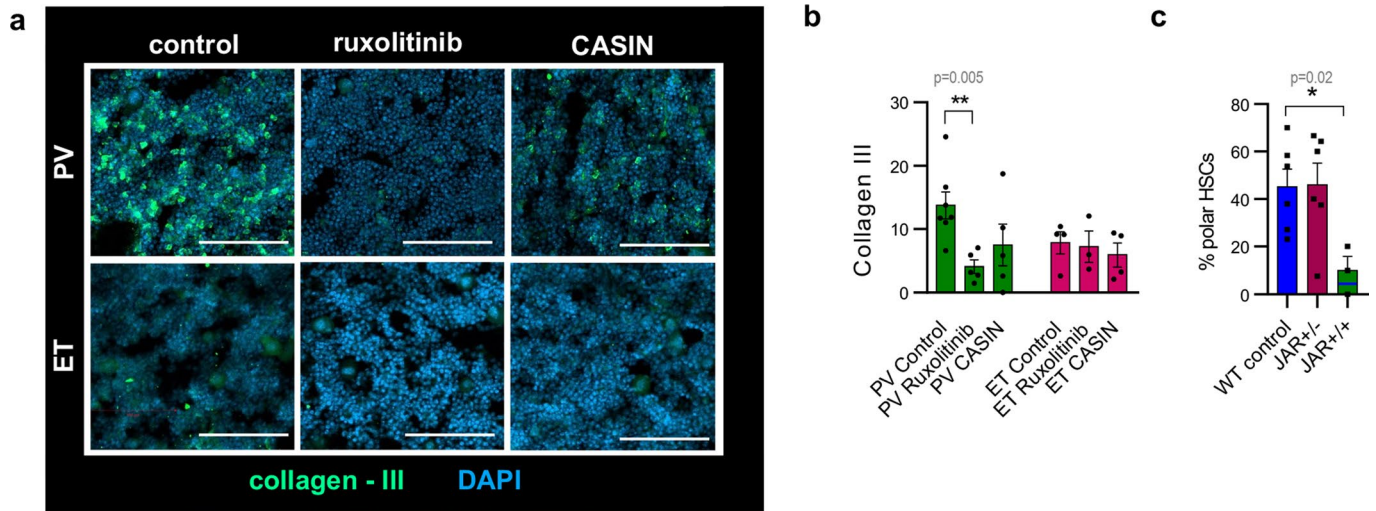 a
control ruxolitinib CASIN
PV
ET
collagen - III DAPI
b
p=0.005
**
Collagen III
30
20
10
0
PV Control
PV Ruxolitinib
PV CASIN
ET Control
ET Ruxolitinib
ET CASIN
c
p=0.02
*
% polar HSCs
80
60
40
20
0
WT control
JAR+/-
JAR+/+